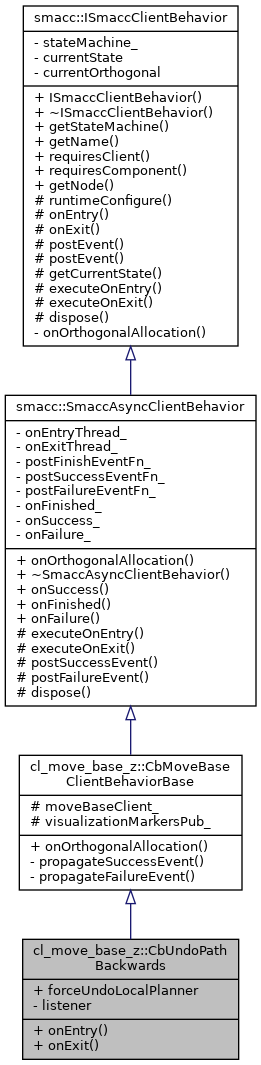 smacc::ISmaccClientBehavior
- stateMachine_
- currentState
- currentOrthogonal
+ ISmaccClientBehavior()
+ ~ISmaccClientBehavior()
+ getStateMachine()
+ getName()
+ requiresClient()
+ requiresComponent()
+ getNode()
# runtimeConfigure()
# onEntry()
# onExit()
# postEvent()
# postEvent()
# getCurrentState()
# executeOnEntry()
# executeOnExit()
# dispose()
- onOrthogonalAllocation()
smacc::SmaccAsyncClientBehavior
- onEntryThread_
- onExitThread_
- postFinishEventFn_
- postSuccessEventFn_
- postFailureEventFn_
- onFinished_
- onSuccess_
- onFailure_
+ onOrthogonalAllocation()
+ ~SmaccAsyncClientBehavior()
+ onSuccess()
+ onFinished()
+ onFailure()
# executeOnEntry()
# executeOnExit()
# postSuccessEvent()
# postFailureEvent()
# dispose()
cl_move_base_z::CbMoveBase
ClientBehaviorBase
# moveBaseClient_
# visualizationMarkersPub_
+ onOrthogonalAllocation()
- propagateSuccessEvent()
- propagateFailureEvent()
cl_move_base_z::CbUndoPath
Backwards
+ forceUndoLocalPlanner
- listener
+ onEntry()
+ onExit()